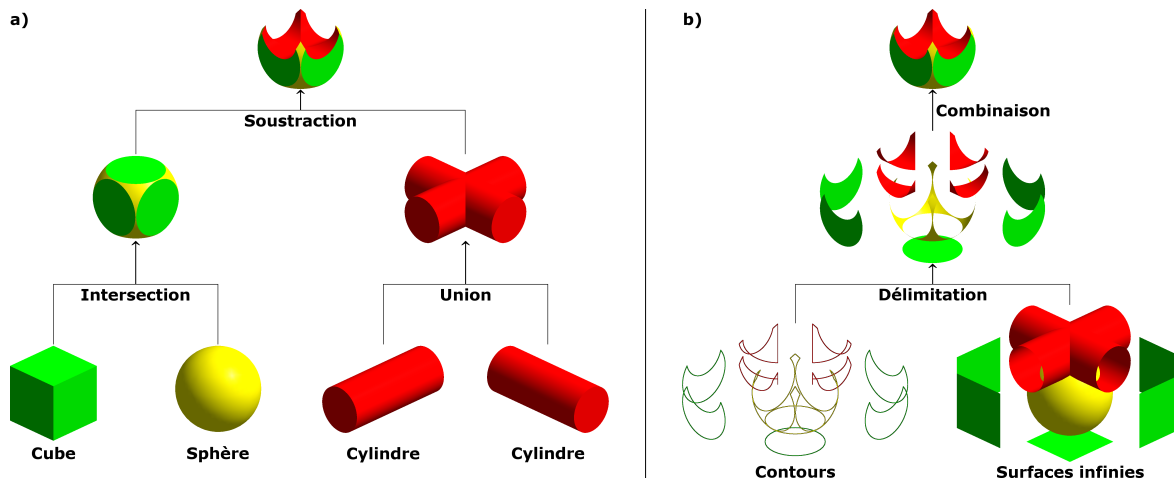 a)
Soustraction
Intersection
Union
Cube
Sphère
Cylindre
Cylindre
b)
Combinaison
Délimitation
Contours
Surfaces infinies